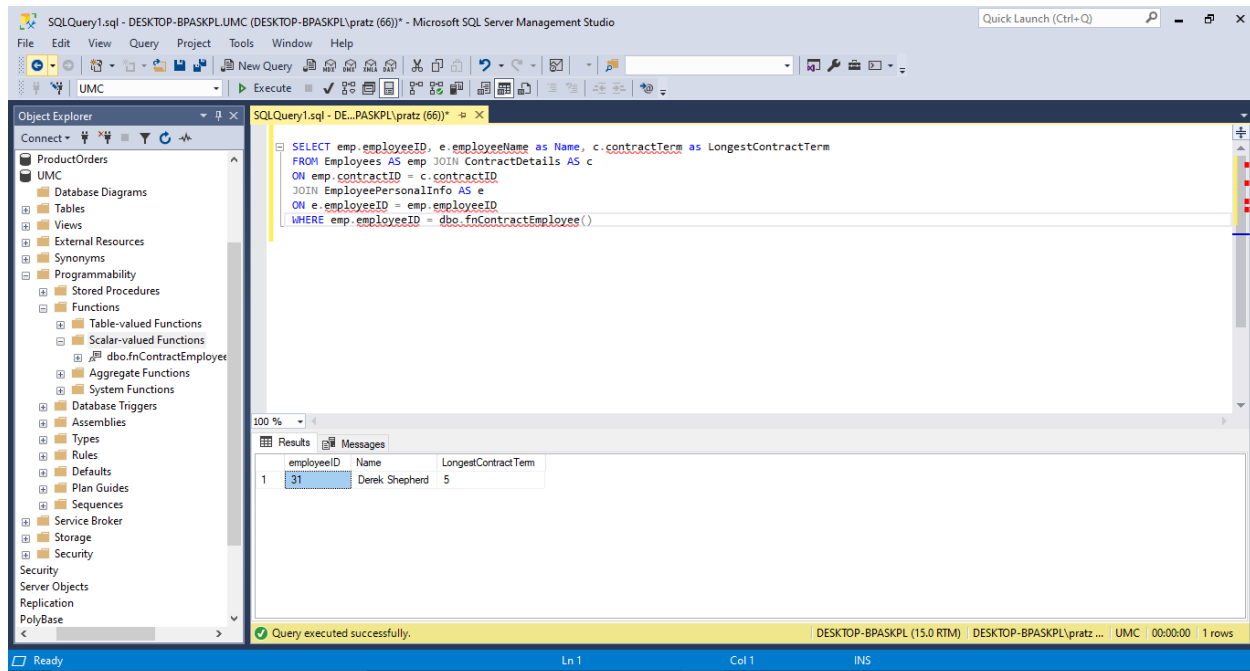 SQLQuery1.sql - DESKTOP-BPASKPL.UMC (DESKTOP-BPASKPL\pratz (66))* - Microsoft SQL Server Management Studio
Quick Launch (Ctrl+Q)
File Edit View Query Project Tools Window Help
New Query MDX DMX XMLA DAX
UMC Execute
Object Explorer
Connect
ProductOrders
UMC
Database Diagrams
Tables
Views
External Resources
Synonyms
Programmability
Stored Procedures
Functions
Table-valued Functions
Scalar-valued Functions
dbo.fnContractEmployee
Aggregate Functions
System Functions
Database Triggers
Assemblies
Types
Rules
Defaults
Plan Guides
Sequences
Service Broker
Storage
Security
Security
Server Objects
Replication
PolyBase
SQLQuery1.sql - DE...PASKPL\pratz (66))*
SELECT emp.employeeID, e.employeeName as Name, c.contractTerm as LongestContractTerm
FROM Employees AS emp JOIN ContractDetails AS c
ON emp.contractID = c.contractID
JOIN EmployeePersonalInfo AS e
ON e.employeeID = emp.employeeID
WHERE emp.employeeID = dbo.fnContractEmployee()
100 %
Results Messages
employeeID Name LongestContractTerm
1 31 Derek Shepherd 5
Query executed successfully. DESKTOP-BPASKPL (15.0 RTM) DESKTOP-BPASKPL\pratz ... UMC 00:00:00 1 rows
Ready Ln 1 Col 1 INS